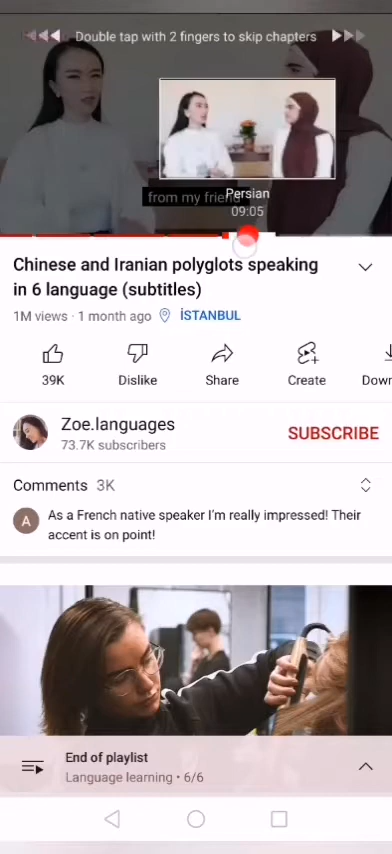 Double tap with 2 fingers to skip chapters
from my friend
Persian
09:05
Chinese and Iranian polyglots speaking
in 6 language (subtitles)
1M views · 1 month ago İSTANBUL
39K
Dislike
Share
Create
Down
Zoe.languages
73.7K subscribers
SUBSCRIBE
Comments 3K
A
As a French native speaker I'm really impressed! Their
accent is on point!
End of playlist
Language learning • 6/6